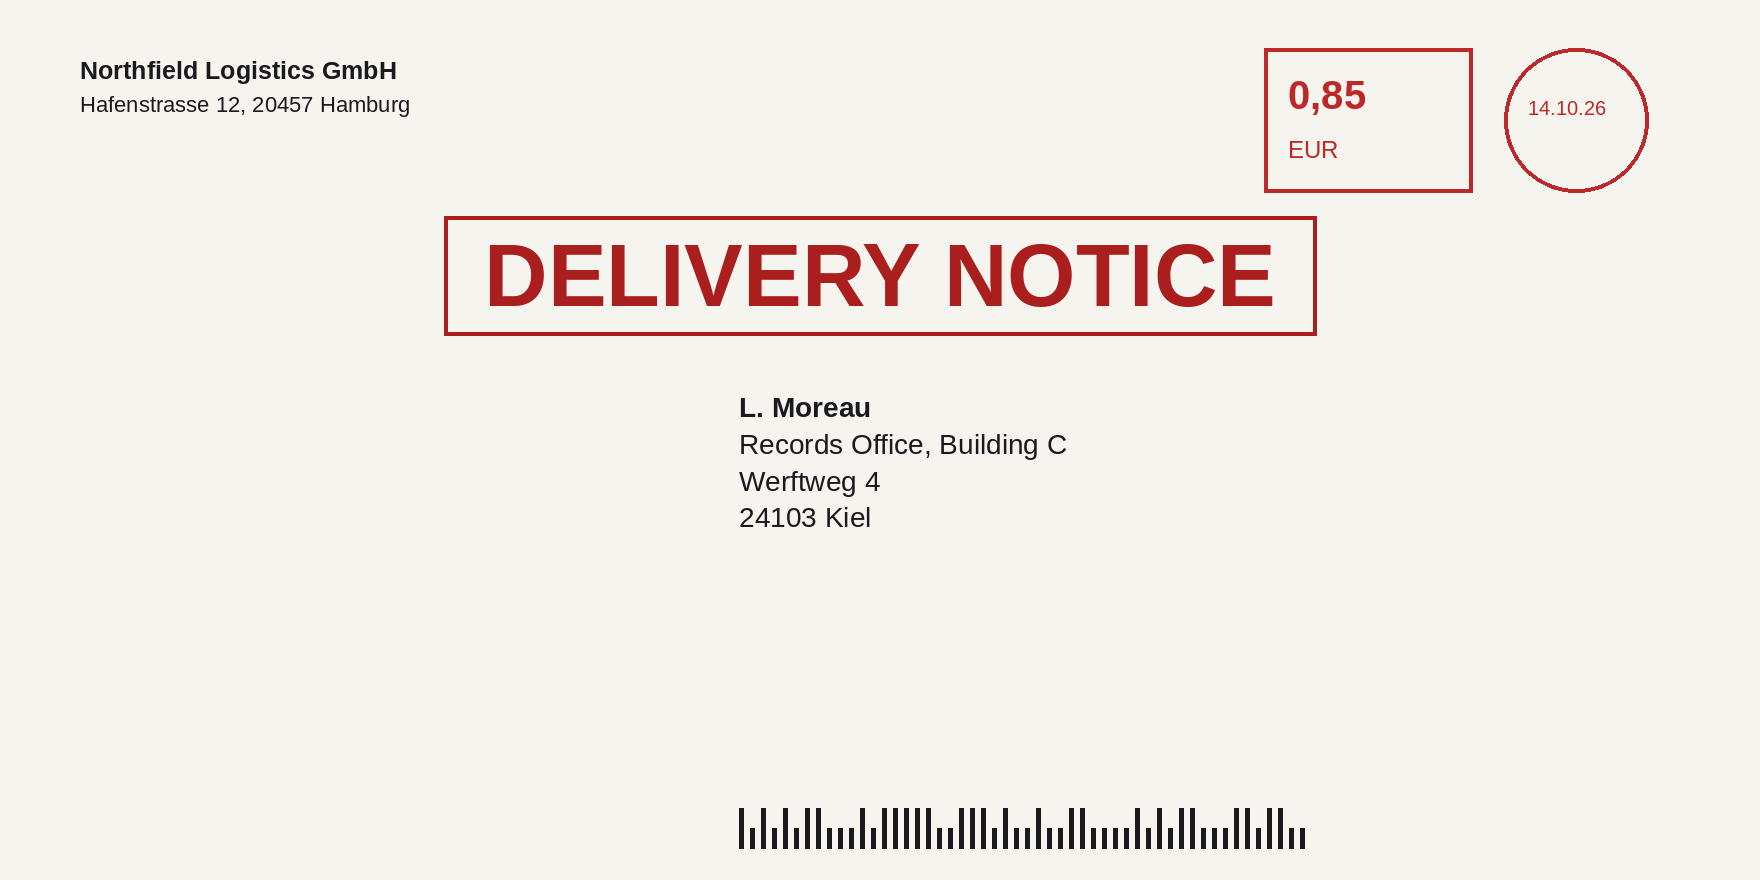 Northfield Logistics GmbH
Hafenstrasse 12, 20457 Hamburg
0,85
EUR
14.10.26
DELIVERY NOTICE
L. Moreau
Records Office, Building C
Werftweg 4
24103 Kiel